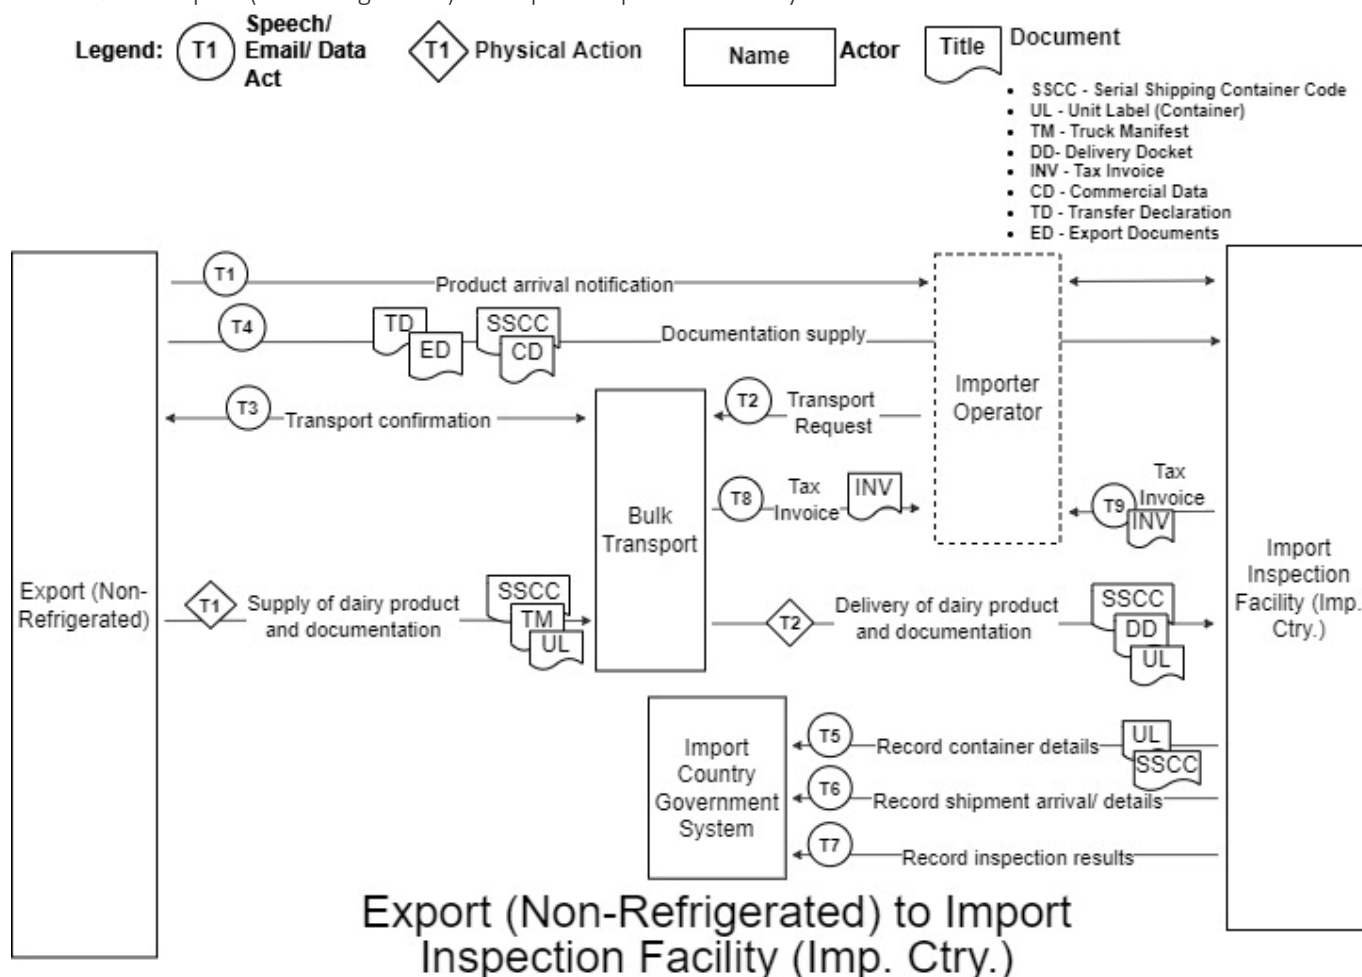 Legend:
T1
Speech/
Email/ Data
Act
T1
Physical Action
Name
Actor
Title
Document
• SSCC - Serial Shipping Container Code
• UL - Unit Label (Container)
• TM - Truck Manifest
• DD- Delivery Docket
• INV - Tax Invoice
• CD - Commercial Data
• TD - Transfer Declaration
• ED - Export Documents
T1
Product arrival notification
T4
TD
ED
SSCC
CD
Documentation supply
Importer
Operator
T3
Transport confirmation
T2
Transport
Request
T8
Tax
Invoice
INV
Tax
Invoice
T9
INV
Bulk
Transport
Export (Non-
Refrigerated)
Import
Inspection
Facility (Imp.
Ctry.)
T1
Supply of dairy product
and documentation
SSCC
TM
UL
T2
Delivery of dairy product
and documentation
SSCC
DD
UL
Import
Country
Government
System
T5
Record container details
UL
SSCC
T6
Record shipment arrival/ details
T7
Record inspection results
Export (Non-Refrigerated) to Import
Inspection Facility (Imp. Ctry.)